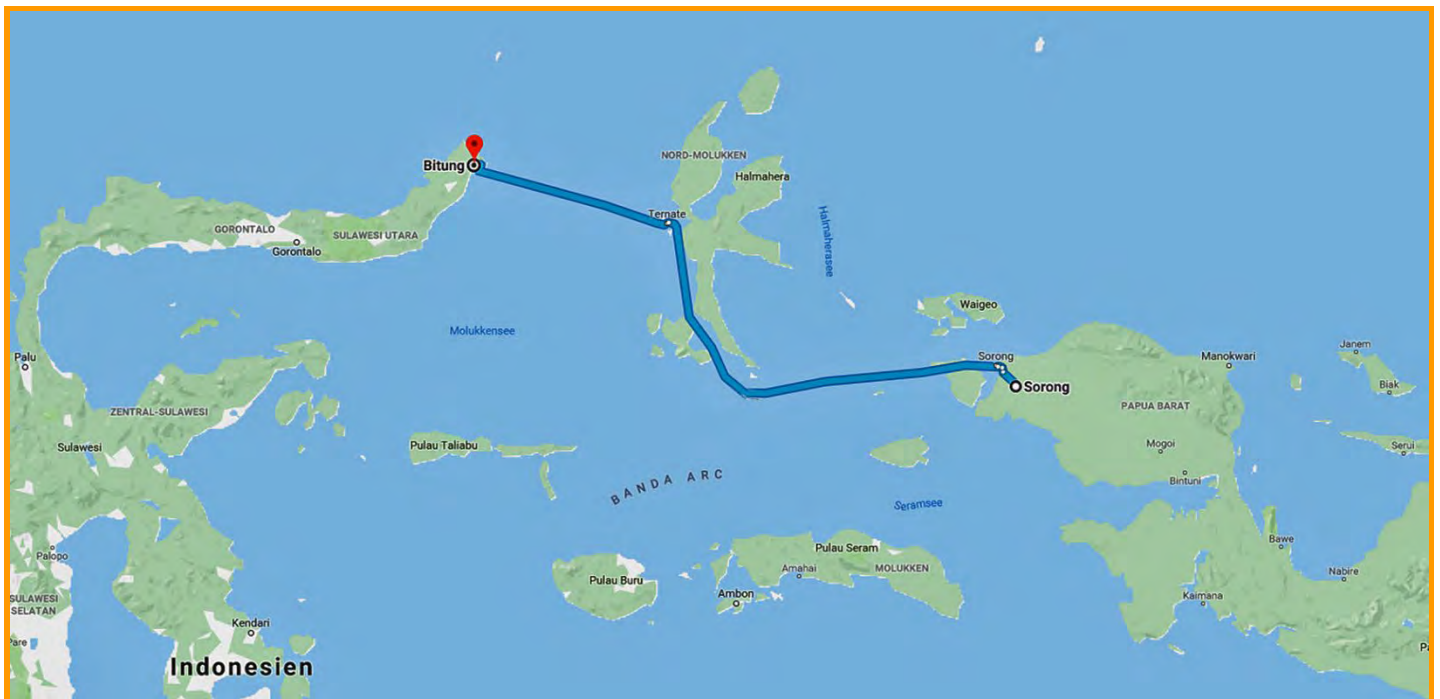 NORD-MOLUKKEN
Halmahera
Bitung
Ternate
GORONTALO
SULAWESI UTARA
Gorontalo
Halmaherasee
Waigeo
Molukkensee
Palu
Sorong
Manokwari
Janem
Sorong
Biak
ZENTRAL-SULAWESI
PAPUA BARAT
Sulawesi
Pulau Taliabu
Mogoi
Serui
BANDA ARC
Bintuni
Seramsee
Palopo
Pulau Seram
Bawe
Pulau Buru
Amahai
MOLUKKEN
Nabire
SULAWESI
SELATAN
Ambon
Kaimana
Kendari
Pare
Indonesien